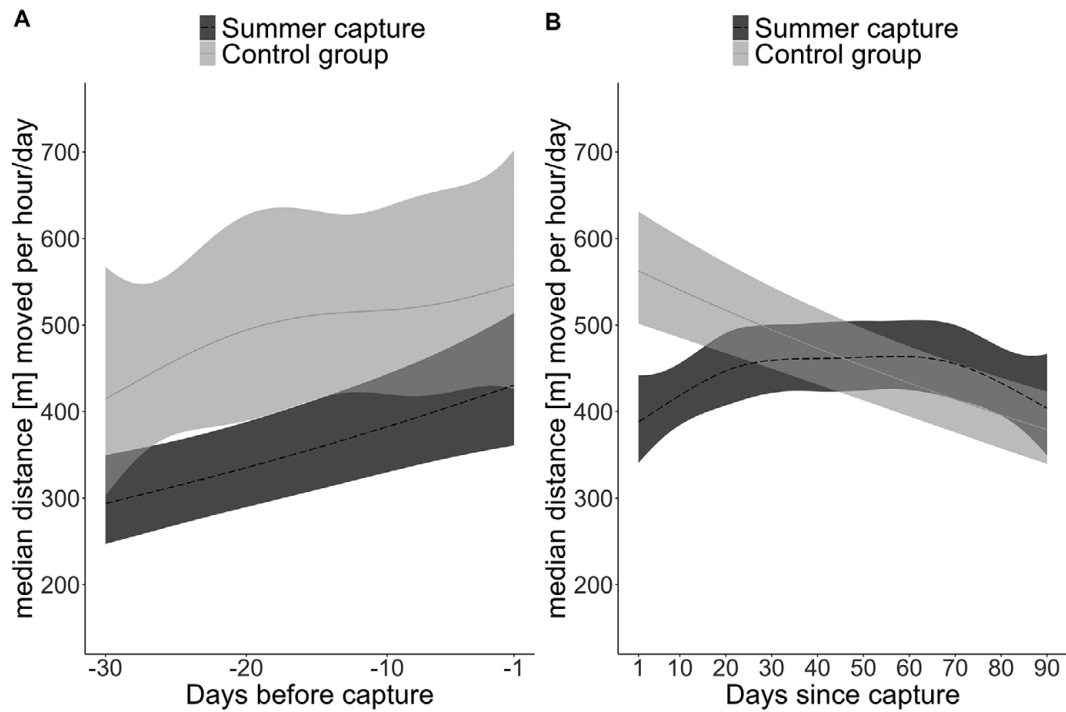 A
Summer capture
Control group
median distance [m] moved per hour/day
700
600
500
400
300
200
-30
-20
-10
-1
Days before capture
B
Summer capture
Control group
median distance [m] moved per hour/day
700
600
500
400
300
200
1
10
20
30
40
50
60
70
80
90
Days since capture